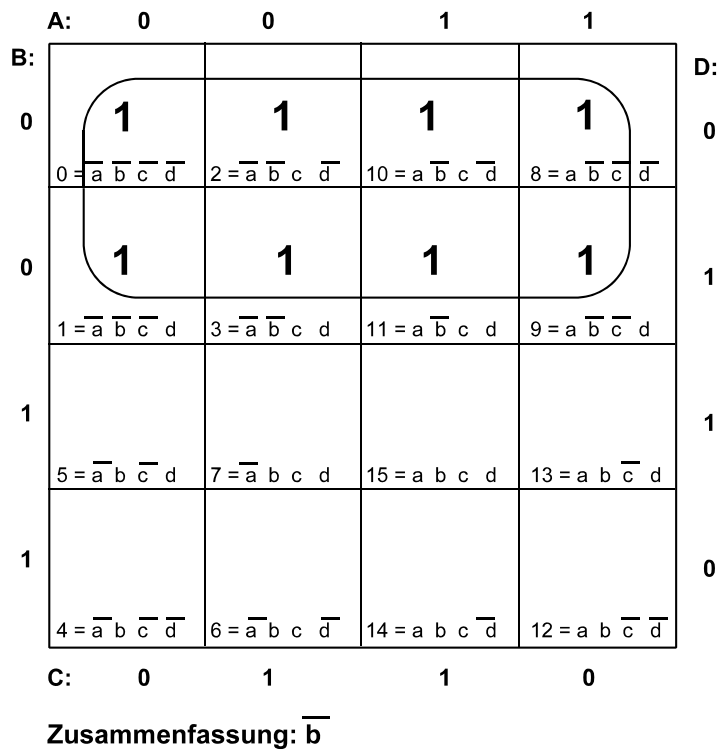 A: 0 0 1 1
B: D:
0 1 1 1 1 0
0 = a̅ b̅ c̅ d̅ 2 = a̅ b̅ c d̅ 10 = a b̅ c d̅ 8 = a b̅ c̅ d̅
0 1 1 1 1 1
1 = a̅ b̅ c̅ d 3 = a̅ b̅ c d 11 = a b̅ c d 9 = a b̅ c̅ d
1 1
5 = a̅ b c̅ d 7 = a̅ b c d 15 = a b c d 13 = a b c̅ d
1 0
4 = a̅ b c̅ d̅ 6 = a̅ b c d̅ 14 = a b c d̅ 12 = a b c̅ d̅
C: 0 1 1 0
Zusammenfassung: b̅